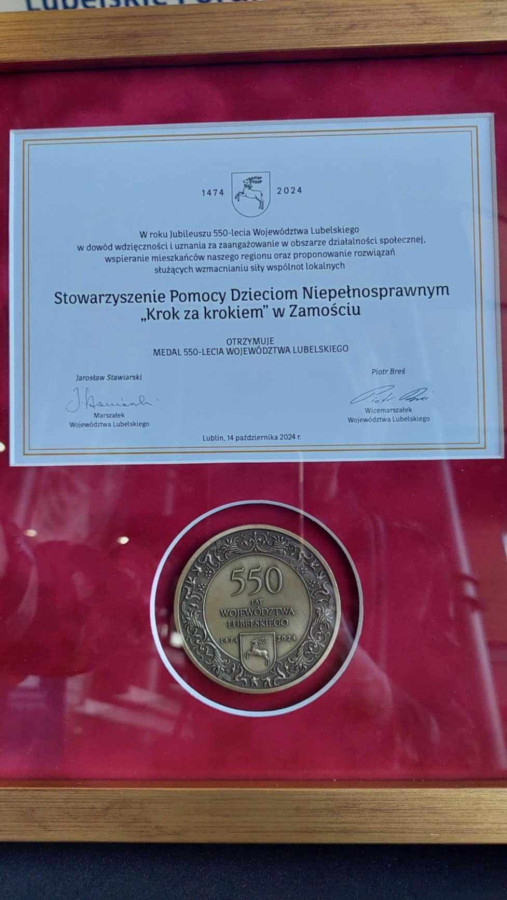 Lubelskie
1474 2024
W roku Jubileuszu 550-lecia Województwa Lubelskiego
w dowód wdzięczności i uznania za zaangażowanie w obszarze działalności społecznej,
wspieranie mieszkańców naszego regionu oraz proponowanie rozwiązań
służących wzmacnianiu siły wspólnot lokalnych
Stowarzyszenie Pomocy Dzieciom Niepełnosprawnym
„Krok za krokiem” w Zamościu
OTRZYMUJE
MEDAL 550-LECIA WOJEWÓDZTWA LUBELSKIEGO
Jarosław Stawiarski
Marszałek
Województwa Lubelskiego
Piotr Breś
Wicemarszałek
Województwa Lubelskiego
Lublin, 14 października 2024 r.
550
LAT
WOJEWÓDZTWA
LUBELSKIEGO
1474 2024